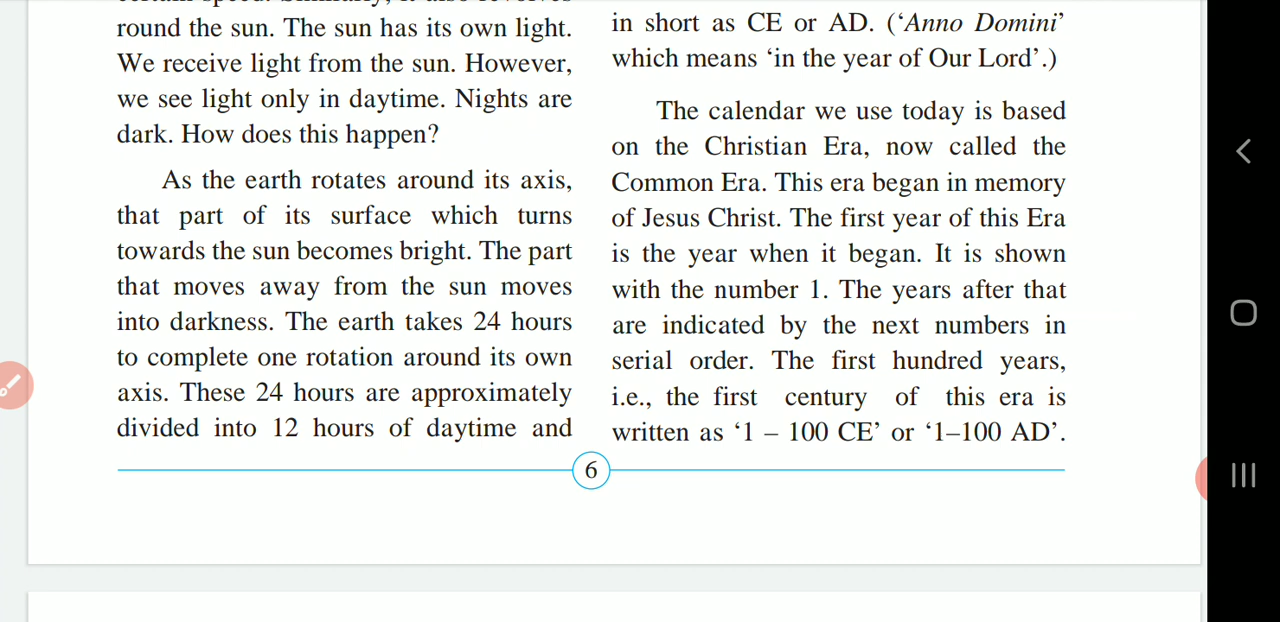 round the sun. The sun has its own light.
We receive light from the sun. However,
we see light only in daytime. Nights are
dark. How does this happen?
As the earth rotates around its axis,
that part of its surface which turns
towards the sun becomes bright. The part
that moves away from the sun moves
into darkness. The earth takes 24 hours
to complete one rotation around its own
axis. These 24 hours are approximately
divided into 12 hours of daytime and
in short as CE or AD. (‘Anno Domini’
which means ‘in the year of Our Lord’.)
The calendar we use today is based
on the Christian Era, now called the
Common Era. This era began in memory
of Jesus Christ. The first year of this Era
is the year when it began. It is shown
with the number 1. The years after that
are indicated by the next numbers in
serial order. The first hundred years,
i.e., the first century of this era is
written as ‘1 – 100 CE’ or ‘1–100 AD’.
6